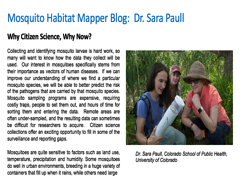 Mosquito Habitat Mapper Blog: Dr. Sara Paull
Why Citizen Science, Why Now?
Collecting and identifying mosquito larvae is hard work, so
many will want to know how the data they collect will be
used. Our interest in mosquitoes specifically stems from
their importance as vectors of human diseases. If we can
improve our understanding of where we find a particular
mosquito species, we will be able to better predict the risk
of the pathogens that are carried by that mosquito species.
Mosquito sampling programs are expensive, requiring
costly traps, people to set them out, and hours of time for
sorting them and entering the data. Remote areas are
often under-sampled, and the resulting data can sometimes
be difficult for researchers to acquire. Citizen science
collections offer an exciting opportunity to fill in some of the
surveillance and reporting gaps.
Mosquitoes are quite sensitive to factors such as land use,
temperature, precipitation and humidity. Some mosquitoes
do well in urban environments, breeding in a huge variety of
containers that fill up when it rains, while others need large
Dr. Sara Paull, Colorado School of Public Health,
University of Colorado